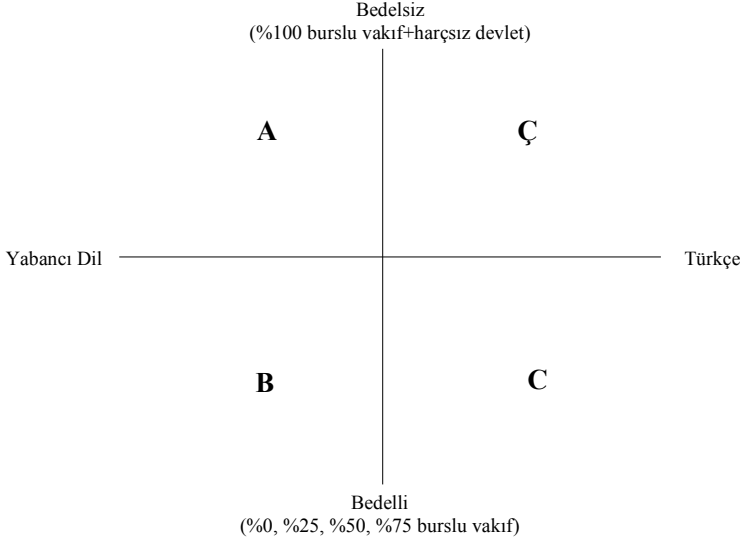 Bedelsiz
(%100 burslu vakıf+harçsız devlet)
A
Ç
Yabancı Dil
Türkçe
B
C
Bedelli
(%0, %25, %50, %75 burslu vakıf)